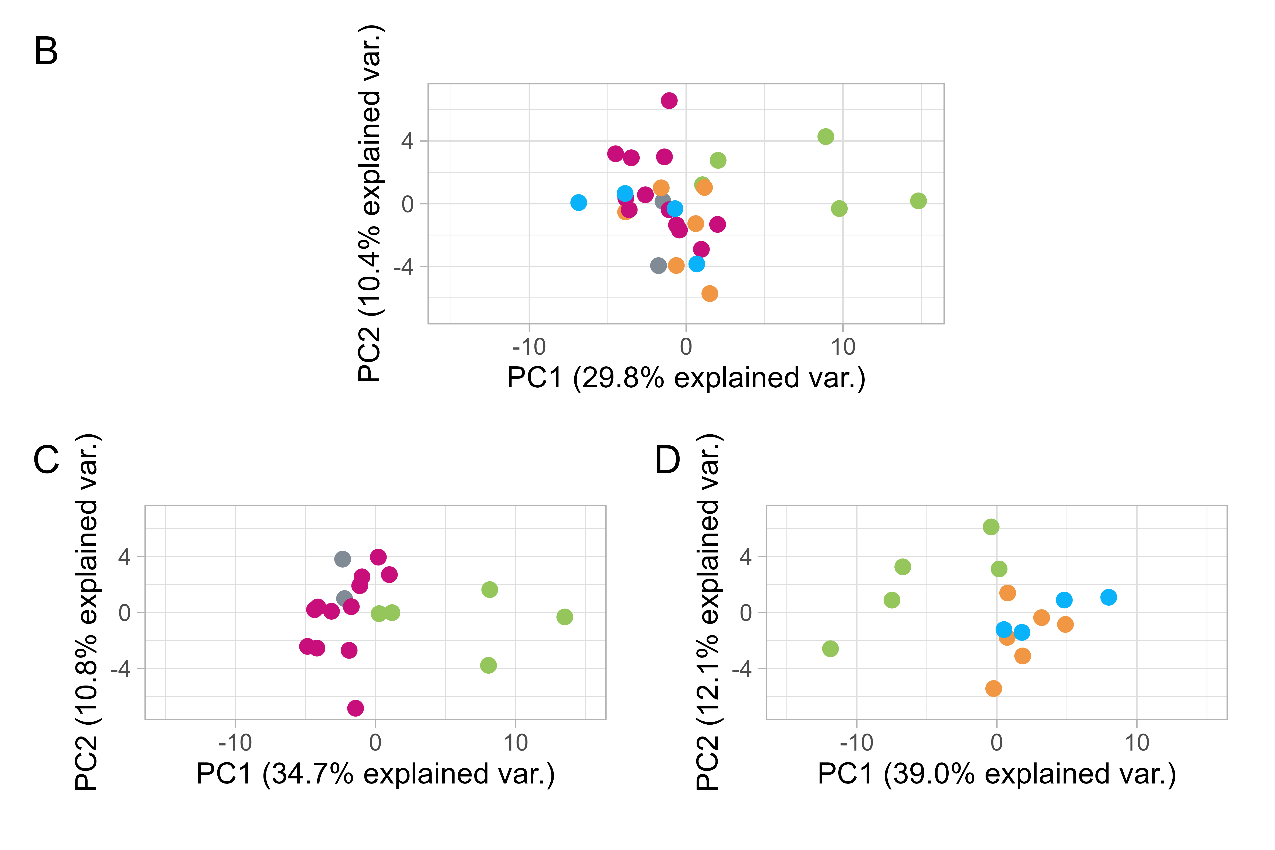 B
PC2 (10.4% explained var.)
4
0
-4
-10 0 10
PC1 (29.8% explained var.)
C
PC2 (10.8% explained var.)
4
0
-4
-10 0 10
PC1 (34.7% explained var.)
D
PC2 (12.1% explained var.)
4
0
-4
-10 0 10
PC1 (39.0% explained var.)